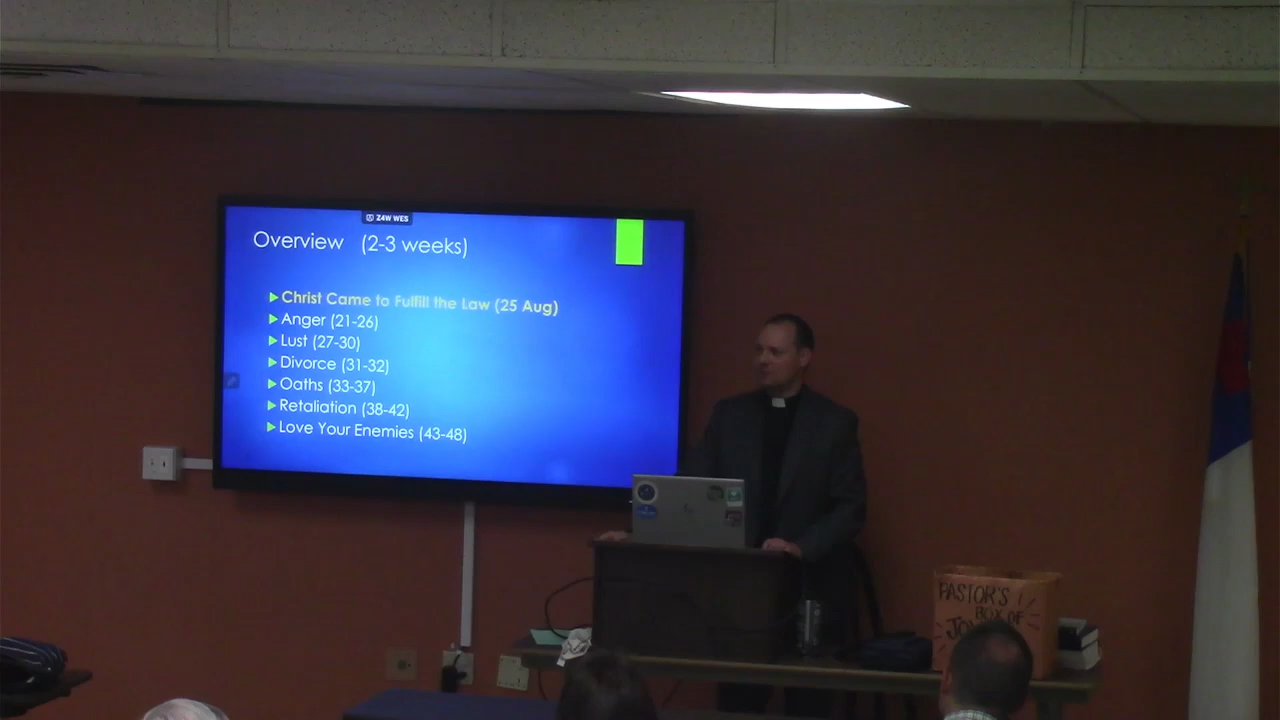 Z4W WES
Overview (2-3 weeks)
Christ Came to Fulfill the Law (25 Aug)
Anger (21-26)
Lust (27-30)
Divorce (31-32)
Oaths (33-37)
Retaliation (38-42)
Love Your Enemies (43-48)
PASTOR'S
BOX OF